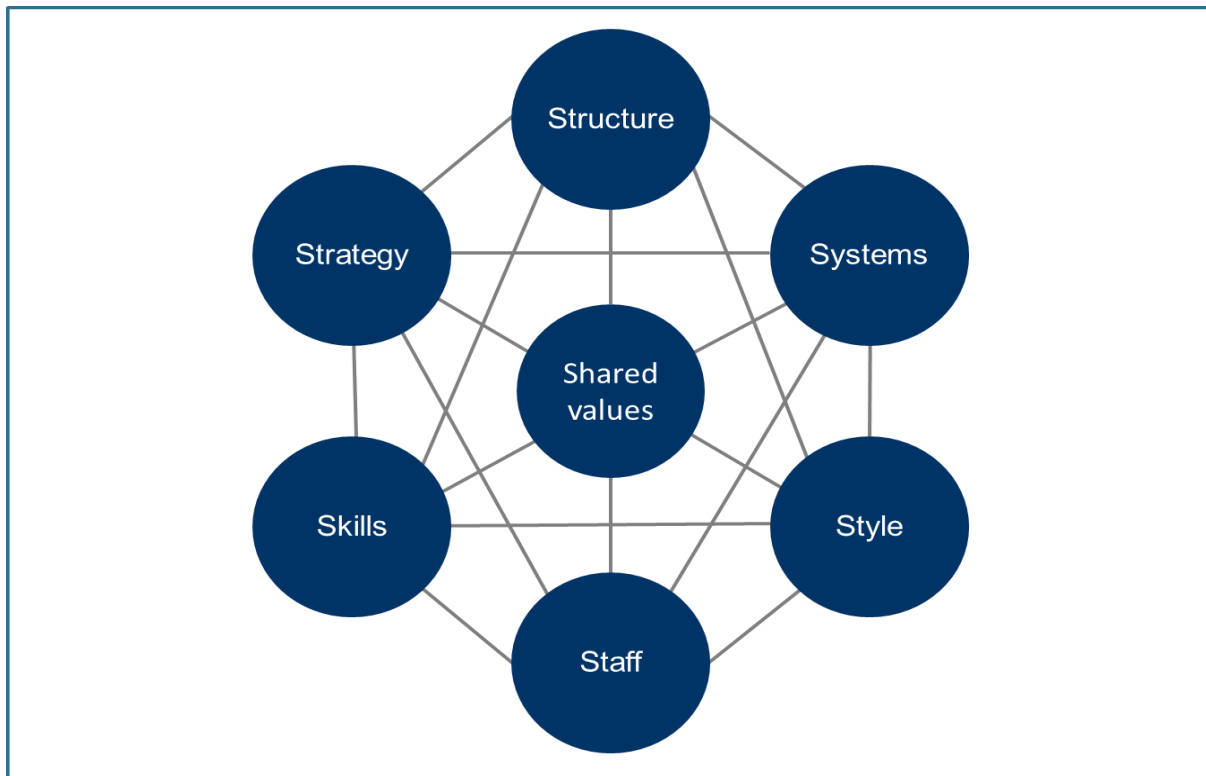 Structure
Strategy
Systems
Shared
values
Skills
Style
Staff